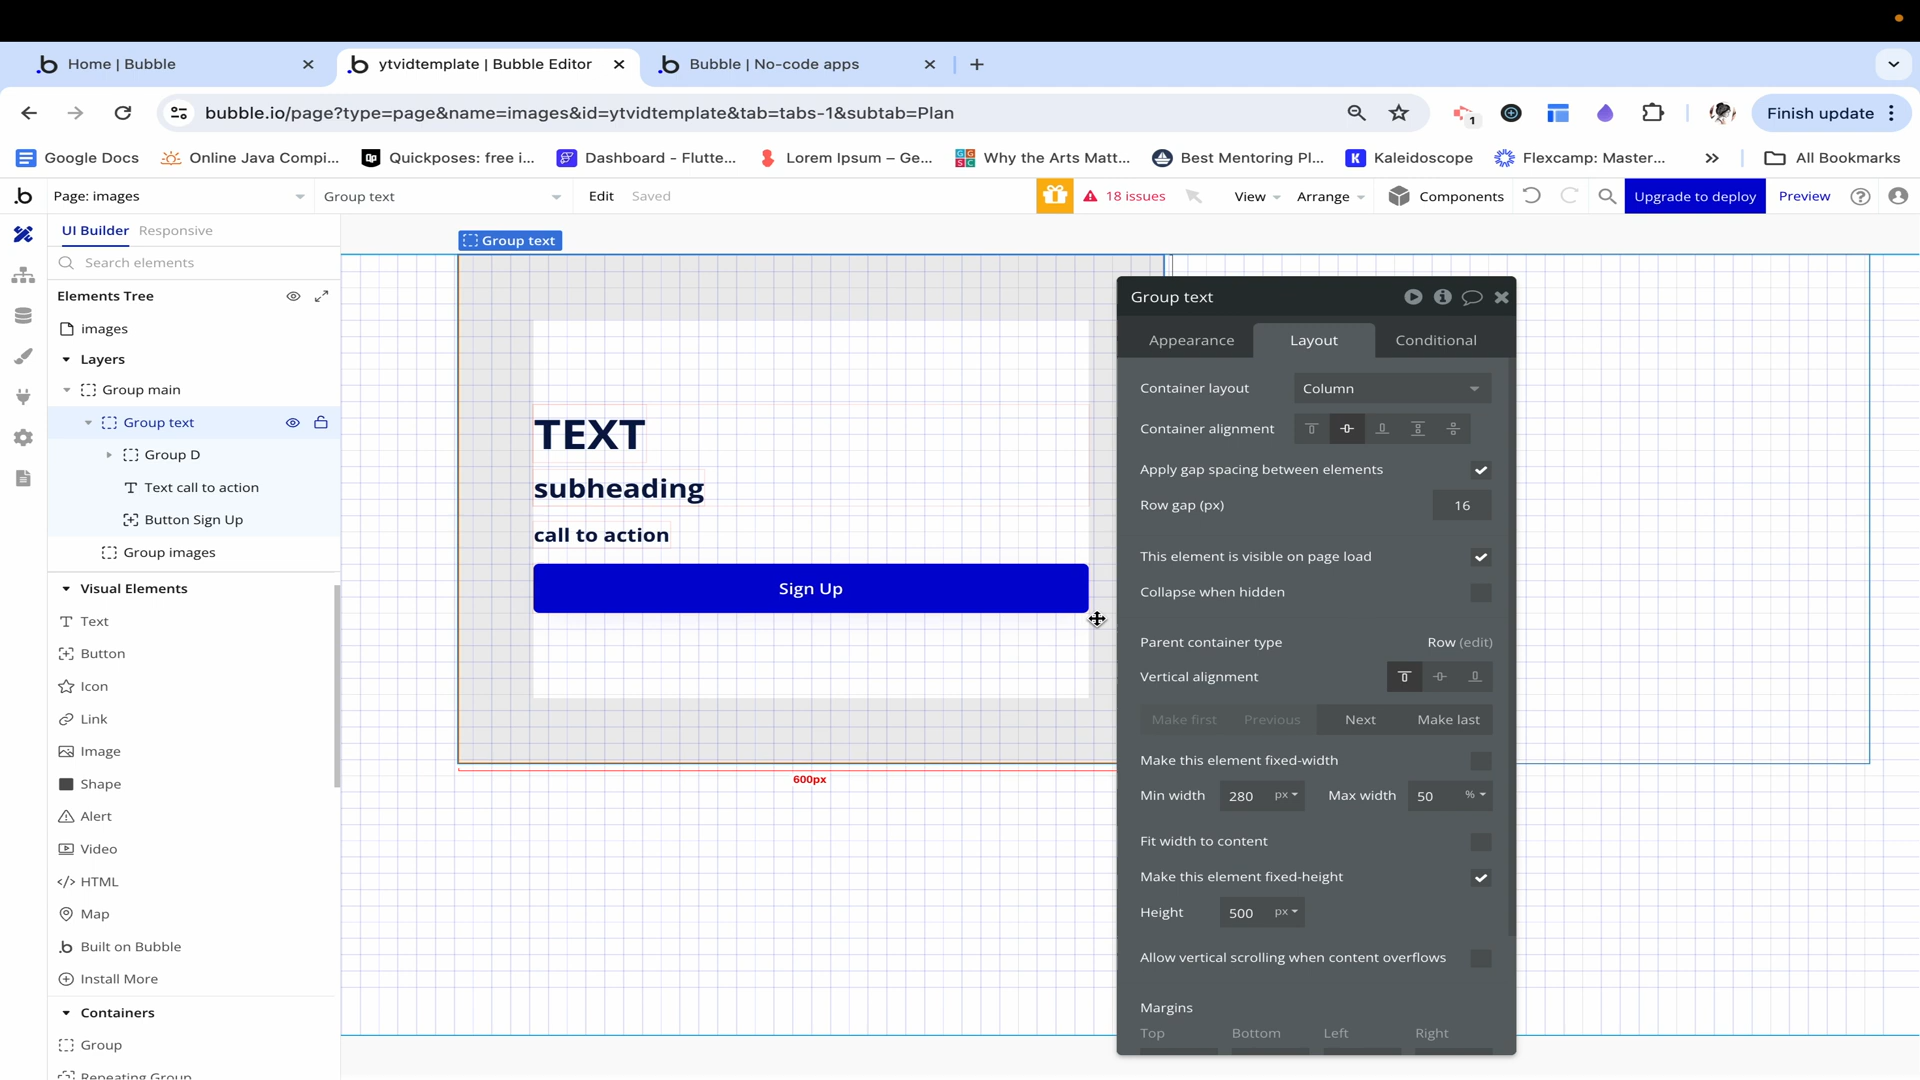 Home | Bubble
ytvidtemplate | Bubble Editor
Bubble | No-code apps
bubble.io/page?type=page&name=images&id=ytvidtemplate&tab=tabs-1&subtab=Plan
1
Finish update
Google Docs
Online Java Compi...
Quickposes: free i...
Dashboard - Flutte...
Lorem Ipsum – Ge...
Why the Arts Matt...
Best Mentoring Pl...
Kaleidoscope
Flexcamp: Master...
All Bookmarks
Page: images
Group text
Edit
Saved
18 issues
View
Arrange
Components
Upgrade to deploy
Preview
UI Builder
Responsive
Search elements
Elements Tree
images
Layers
Group main
Group text
Group D
Text call to action
Button Sign Up
Group images
Visual Elements
Text
Button
Icon
Link
Image
Shape
Alert
Video
HTML
Map
Built on Bubble
Install More
Containers
Group
Repeating Group
Group text
TEXT
subheading
call to action
Sign Up
600px
Group text
Appearance
Layout
Conditional
Container layout
Column
Container alignment
Apply gap spacing between elements
Row gap (px)
16
This element is visible on page load
Collapse when hidden
Parent container type
Row (edit)
Vertical alignment
Make first
Previous
Next
Make last
Make this element fixed-width
Min width
280
px
Max width
50
%
Fit width to content
Make this element fixed-height
Height
500
px
Allow vertical scrolling when content overflows
Margins
Top
Bottom
Left
Right